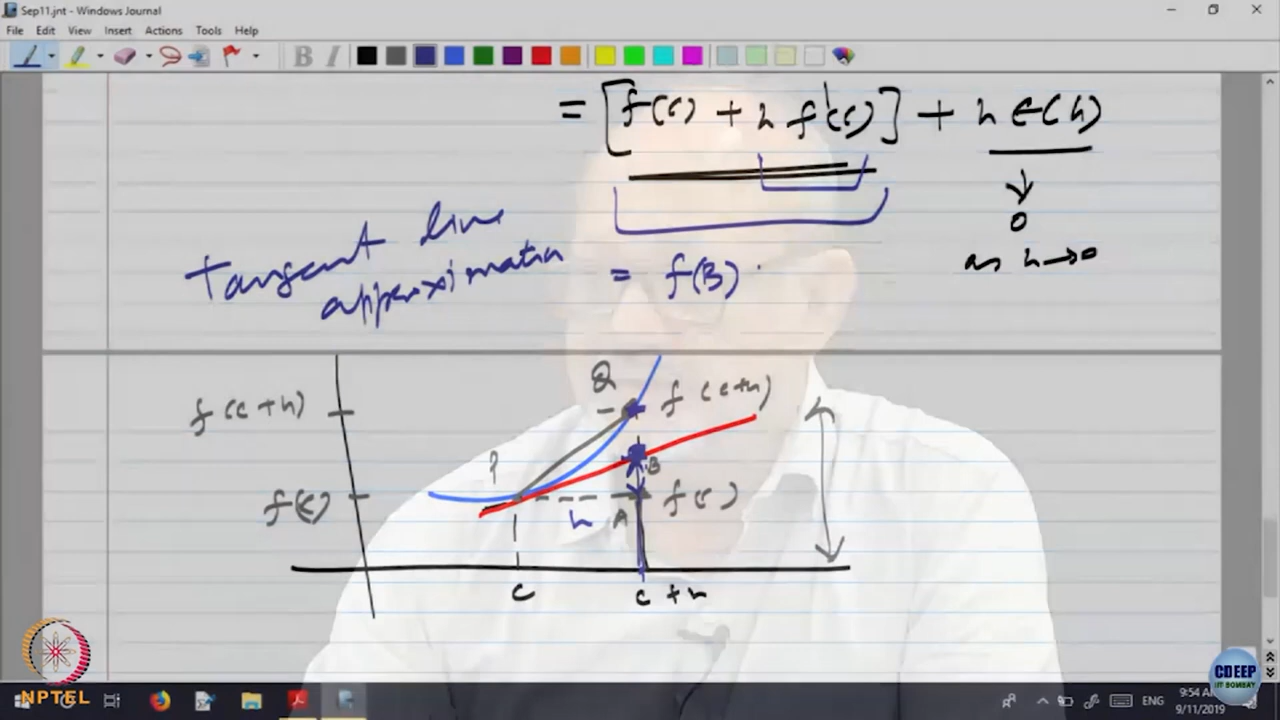 Sep11.jnt - Windows Journal
File Edit View Insert Actions Tools Help
B I
= [f(c) + h f'(c)] + h ϵ(h)
↓
0
as h→0
Tangent line
approximation = f(B).
f(c+h) Q f(c+h)
P B
f(c) h A f(c)
c c+h
NPTEL
CDEEP
IIT BOMBAY
ENG
9:54 A
9/11/2019